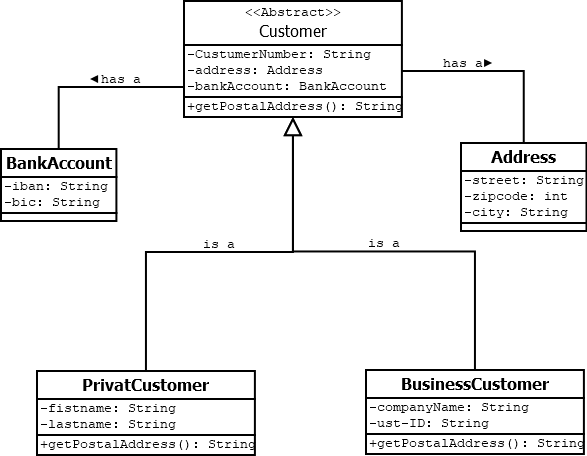 <<Abstract>>
Customer
-CustumerNumber: String
-address: Address
-bankAccount: BankAccount
+getPostalAddress(): String
◀has a
has a▶
BankAccount
-iban: String
-bic: String
Address
-street: String
-zipcode: int
-city: String
is a
is a
PrivatCustomer
-fistname: String
-lastname: String
+getPostalAddress(): String
BusinessCustomer
-companyName: String
-ust-ID: String
+getPostalAddress(): String